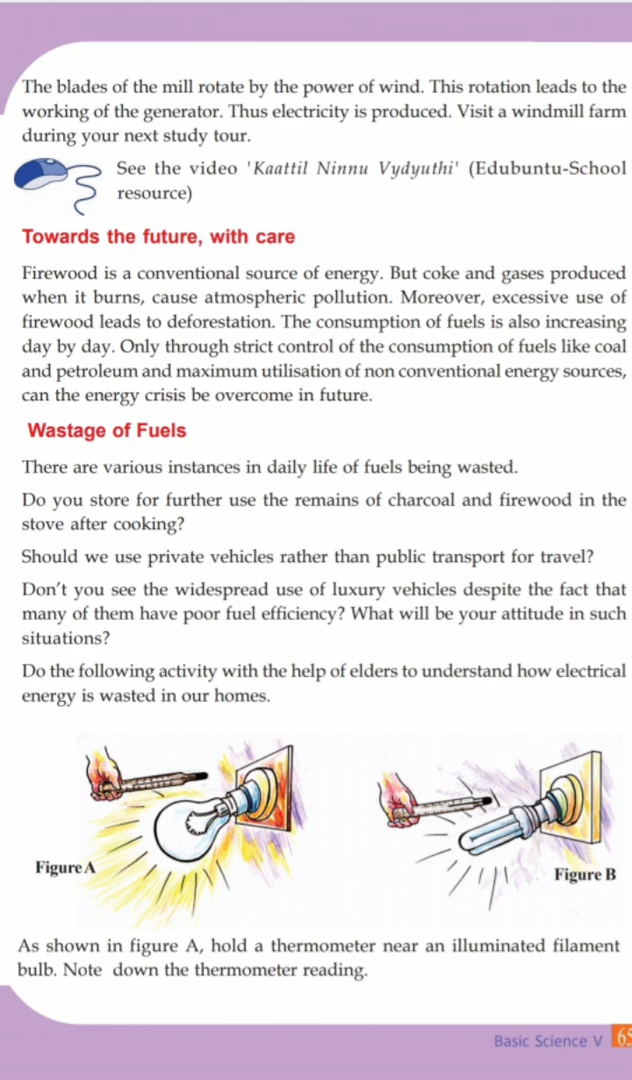 The blades of the mill rotate by the power of wind. This rotation leads to the
working of the generator. Thus electricity is produced. Visit a windmill farm
during your next study tour.
See the video 'Kaattil Ninnu Vydyuthi' (Edubuntu-School
resource)
Towards the future, with care
Firewood is a conventional source of energy. But coke and gases produced
when it burns, cause atmospheric pollution. Moreover, excessive use of
firewood leads to deforestation. The consumption of fuels is also increasing
day by day. Only through strict control of the consumption of fuels like coal
and petroleum and maximum utilisation of non conventional energy sources,
can the energy crisis be overcome in future.
Wastage of Fuels
There are various instances in daily life of fuels being wasted.
Do you store for further use the remains of charcoal and firewood in the
stove after cooking?
Should we use private vehicles rather than public transport for travel?
Don't you see the widespread use of luxury vehicles despite the fact that
many of them have poor fuel efficiency? What will be your attitude in such
situations?
Do the following activity with the help of elders to understand how electrical
energy is wasted in our homes.
Figure A
Figure B
As shown in figure A, hold a thermometer near an illuminated filament
bulb. Note down the thermometer reading.
Basic Science V 65